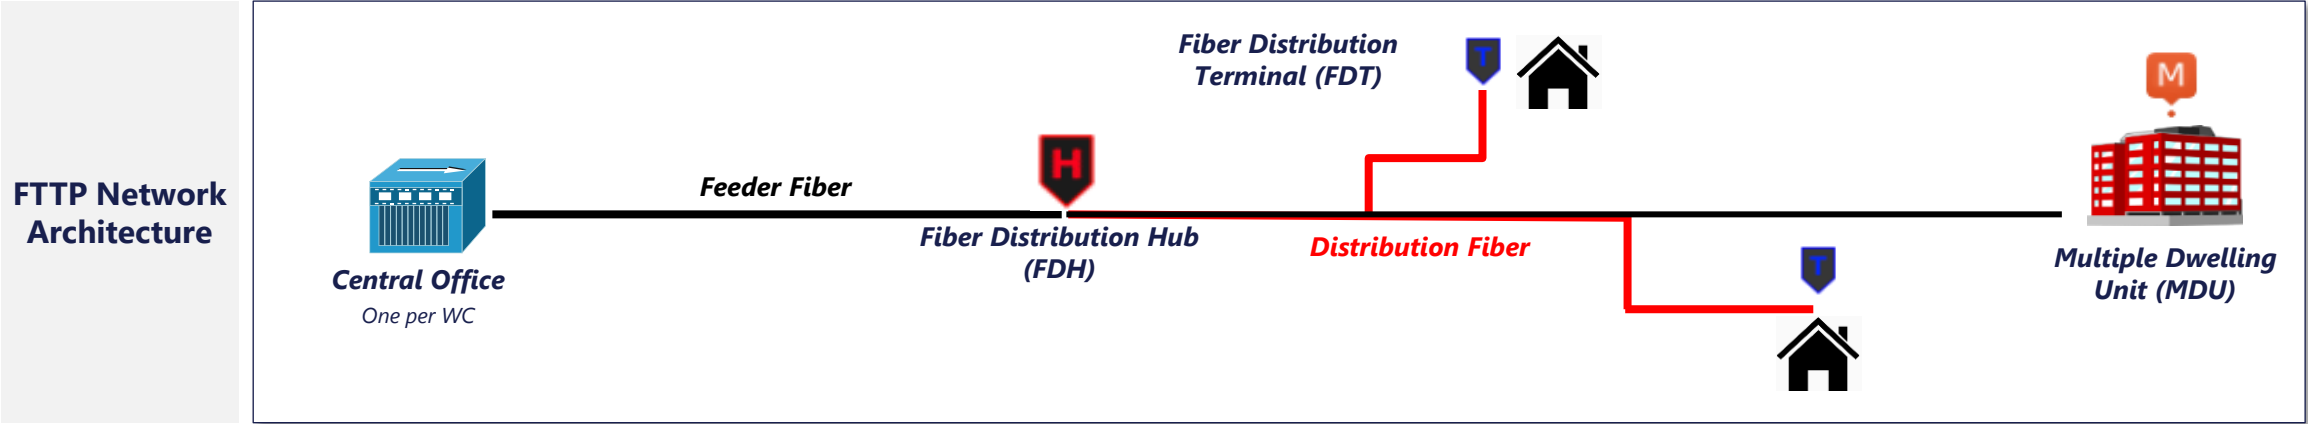 FTTP Network
Architecture
Central Office
One per WC
Feeder Fiber
H
Fiber Distribution Hub
(FDH)
Fiber Distribution
Terminal (FDT)
T
Distribution Fiber
T
M
Multiple Dwelling
Unit (MDU)